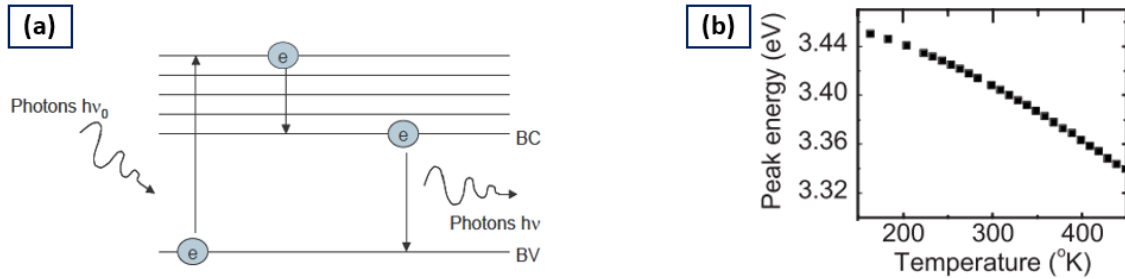 (a)
e
e
Photons hν₀
e
BC
Photons hν
e
BV
(b)
Peak energy (eV)
3.44
3.40
3.36
3.32
200
300
400
Temperature (°K)